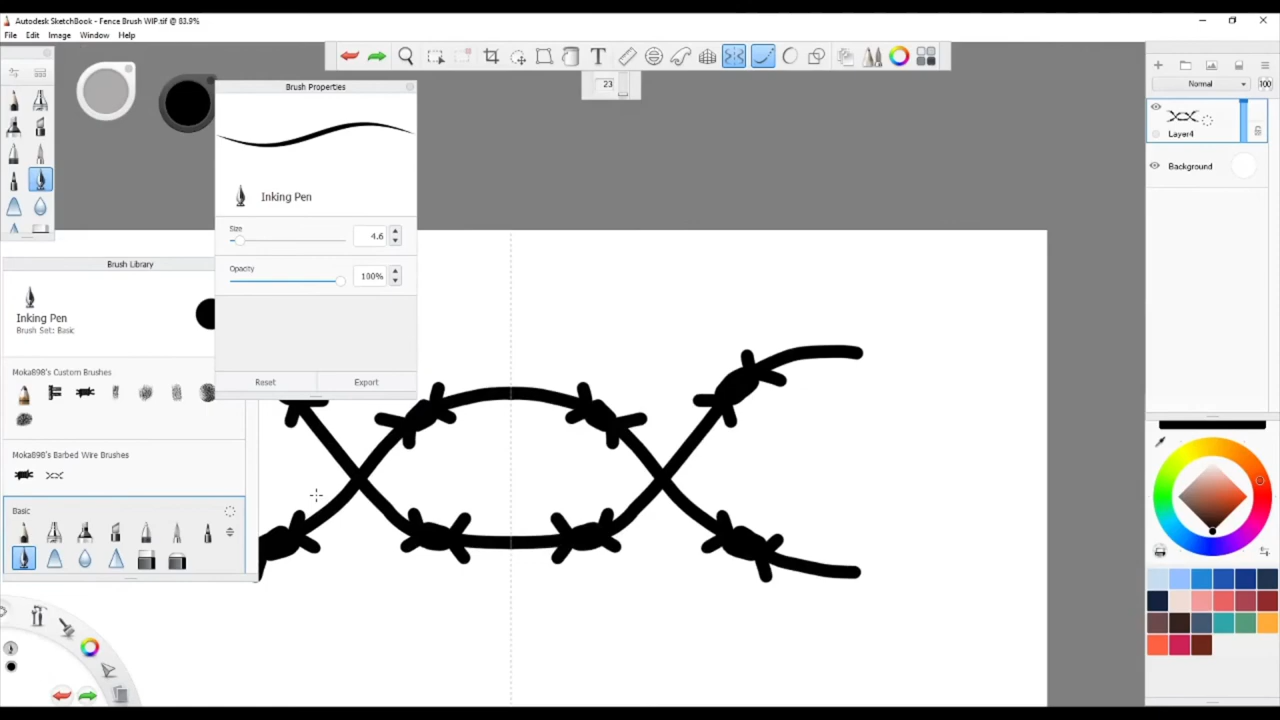 Autodesk SketchBook - Fence Brush WIP.tif @ 83.9%
File Edit Image Window Help
T
23
Brush Properties
Inking Pen
Size
4.6
Opacity
100%
Reset
Export
Brush Library
Inking Pen
Brush Set: Basic
Moka898's Custom Brushes
Moka898's Barbed Wire Brushes
Basic
Normal
100
Layer4
Background